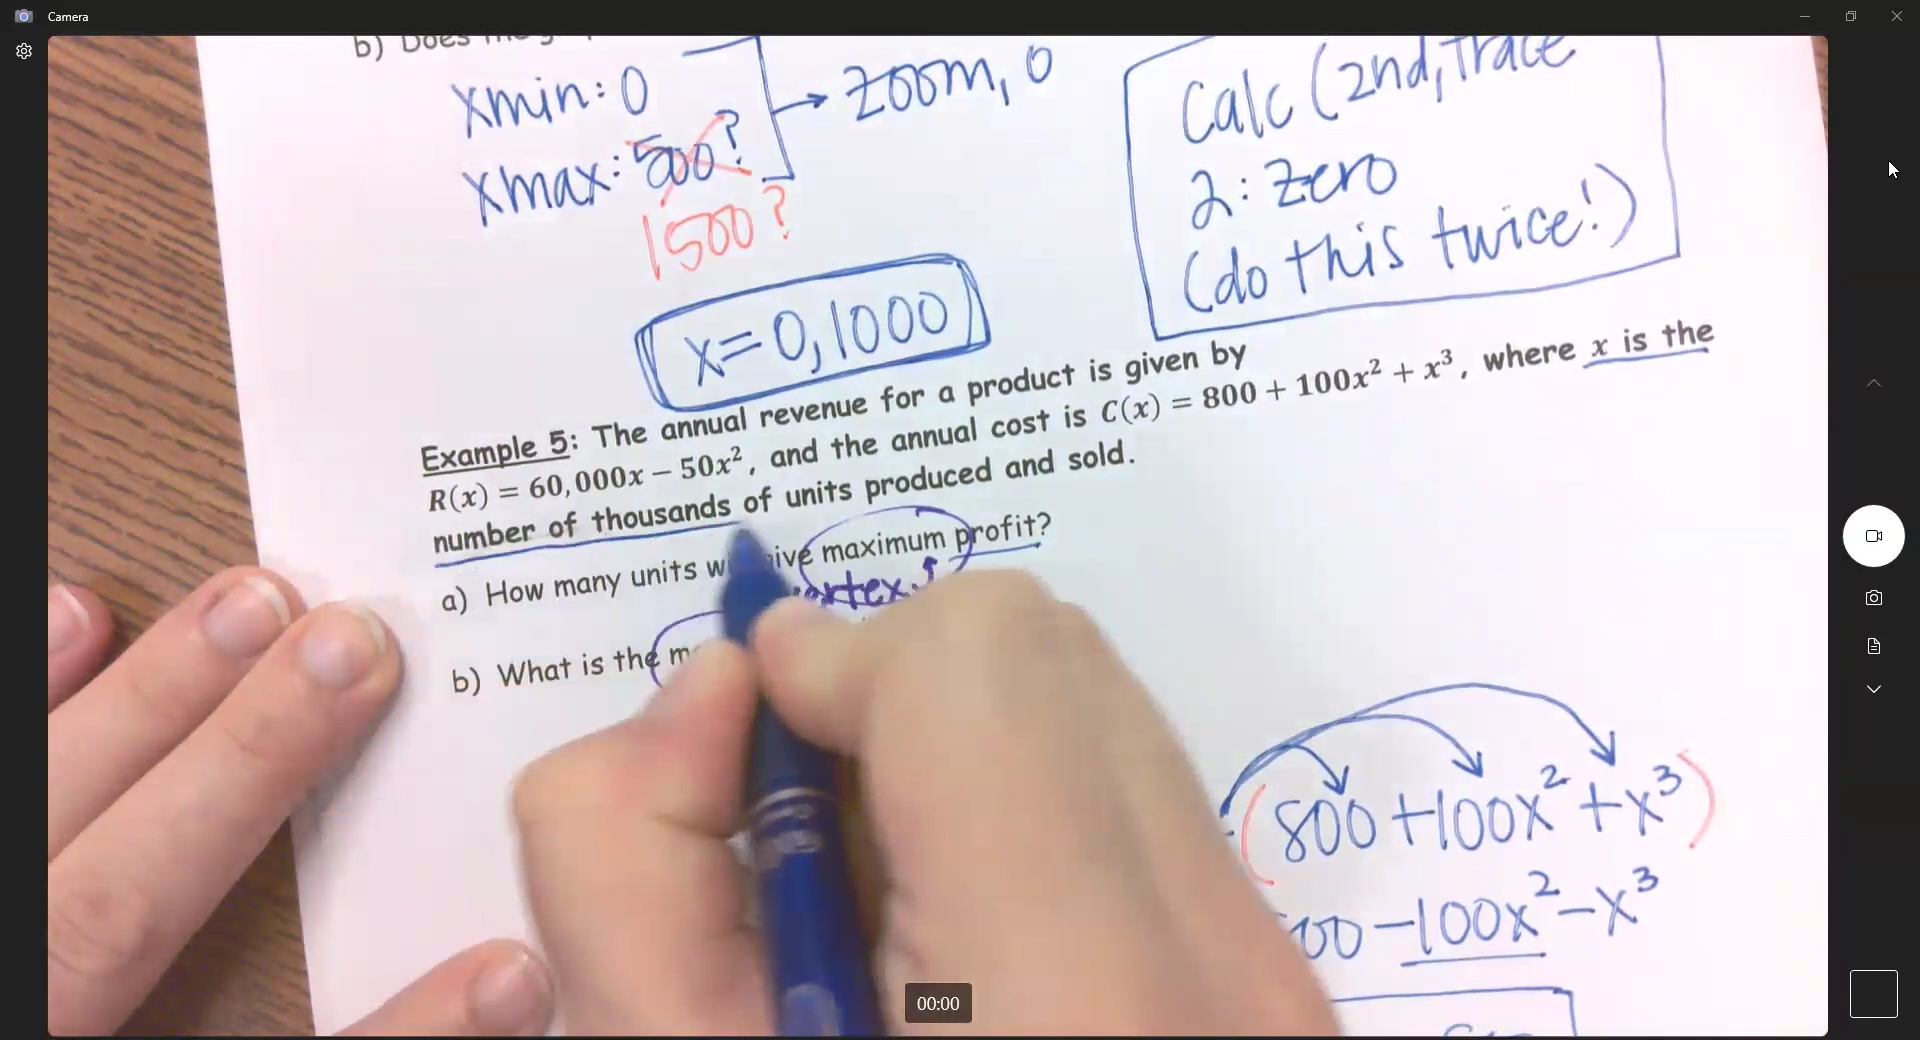 Camera
b) Does the g
xmin: 0
→ zoom, 0
xmax: 500?
1500?
Calc (2nd, Trace
2: zero
(do this twice!)
x=0, 1000
Example 5: The annual revenue for a product is given by
R(x) = 60,000x − 50x², and the annual cost is C(x) = 800 + 100x² + x³, where x is the
number of thousands of units produced and sold.
a) How many units w ive maximum profit?
b) What is the m
-(800+100x²+x³)
00-100x²-x³
00:00